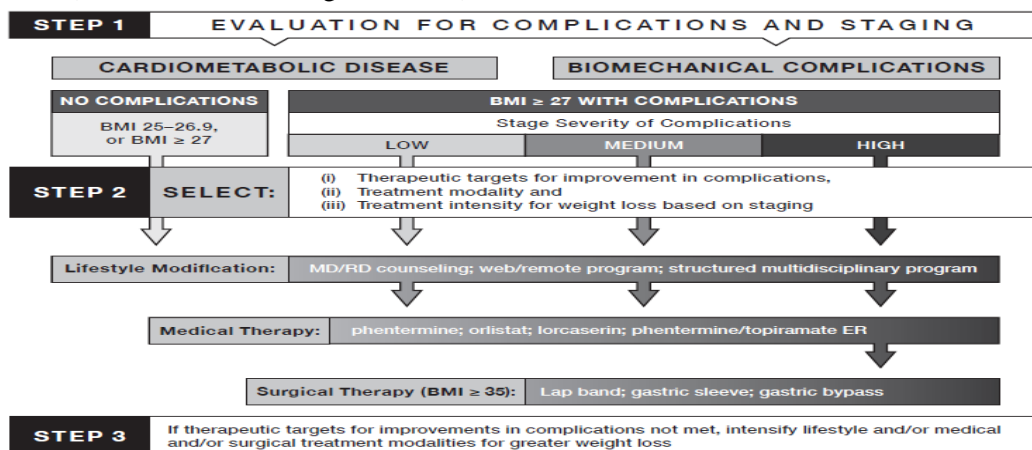 STEP 1 EVALUATION FOR COMPLICATIONS AND STAGING
CARDIOMETABOLIC DISEASE
BIOMECHANICAL COMPLICATIONS
NO COMPLICATIONS
BMI 25–26.9,
or BMI ≥ 27
BMI ≥ 27 WITH COMPLICATIONS
Stage Severity of Complications
LOW
MEDIUM
HIGH
STEP 2 SELECT:
(i) Therapeutic targets for improvement in complications,
(ii) Treatment modality and
(iii) Treatment intensity for weight loss based on staging
Lifestyle Modification: MD/RD counseling; web/remote program; structured multidisciplinary program
Medical Therapy: phentermine; orlistat; lorcaserin; phentermine/topiramate ER
Surgical Therapy (BMI ≥ 35): Lap band; gastric sleeve; gastric bypass
STEP 3
If therapeutic targets for improvements in complications not met, intensify lifestyle and/or medical
and/or surgical treatment modalities for greater weight loss